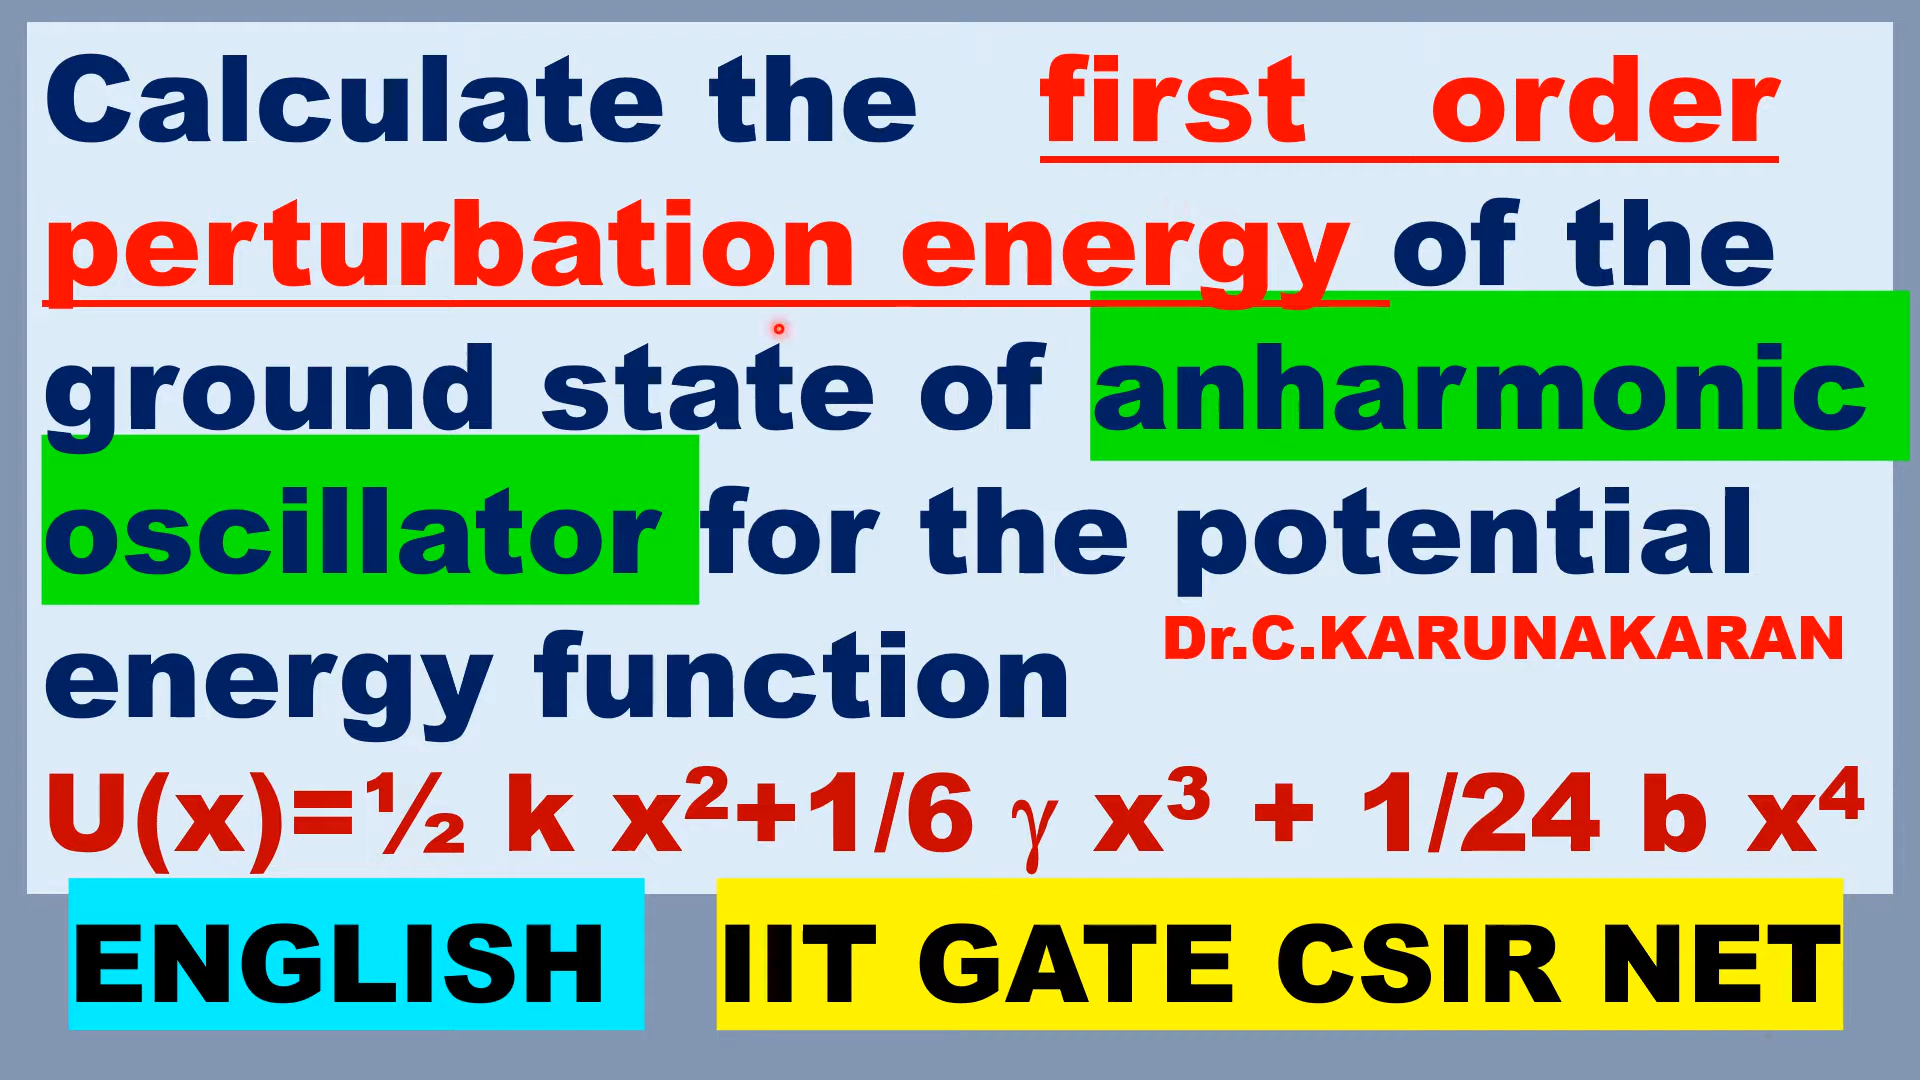 Calculate the first order
perturbation energy of the
ground state of anharmonic
oscillator for the potential
energy function
Dr.C.KARUNAKARAN
U(x)=½ k x²+1/6 γ x³ + 1/24 b x⁴
ENGLISH IIT GATE CSIR NET